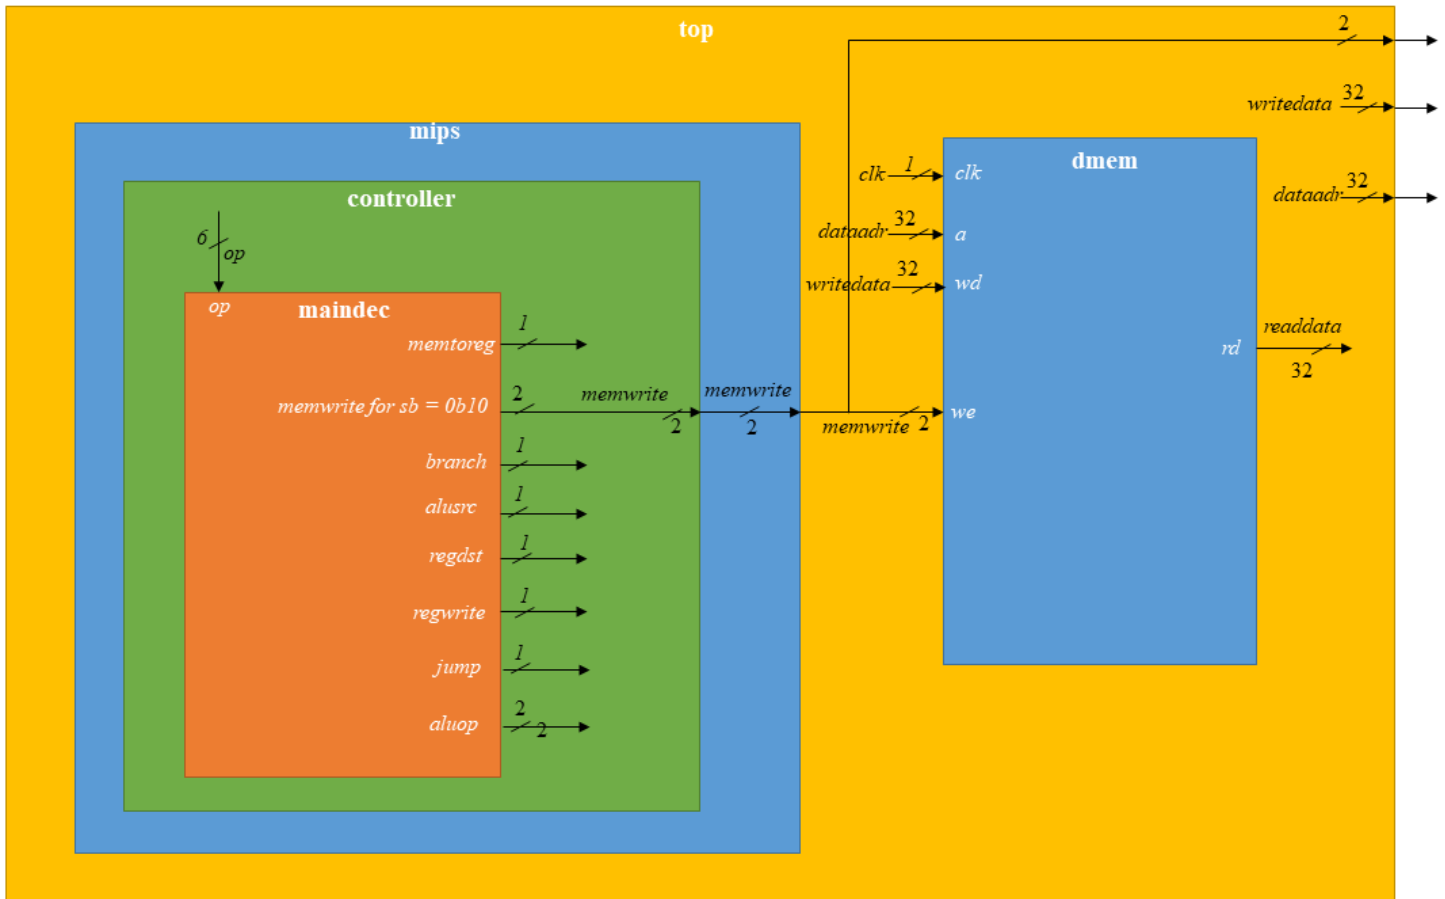 top
2
writedata 32
dataadr 32
mips
controller
6
op
op
maindec
memtoreg 1
memwrite for sb = 0b10 2
memwrite
2
memwrite
2
memwrite 2
branch 1
alusrc 1
regdst 1
regwrite 1
jump 1
aluop 2
2
dmem
clk 1 clk
dataadr 32 a
writedata 32 wd
we
rd
readdata
32